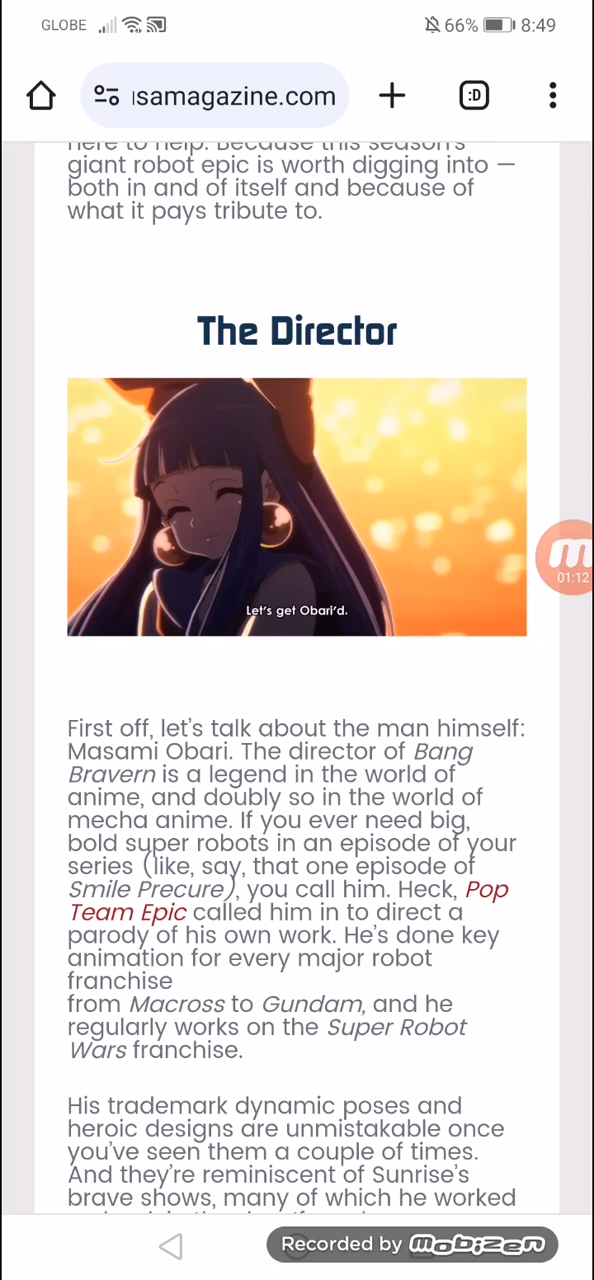 GLOBE 66% 8:49
:D
ısamagazine.com
here to help. Because this season's
giant robot epic is worth digging into —
both in and of itself and because of
what it pays tribute to.
The Director
Let's get Obari'd.
01:12
First off, let's talk about the man himself:
Masami Obari. The director of Bang
Bravern is a legend in the world of
anime, and doubly so in the world of
mecha anime. If you ever need big,
bold super robots in an episode of your
series (like, say, that one episode of
Smile Precure), you call him. Heck, Pop
Team Epic called him in to direct a
parody of his own work. He's done key
animation for every major robot
franchise
from Macross to Gundam, and he
regularly works on the Super Robot
Wars franchise.
His trademark dynamic poses and
heroic designs are unmistakable once
you've seen them a couple of times.
And they're reminiscent of Sunrise's
brave shows, many of which he worked
Recorded by mobizen